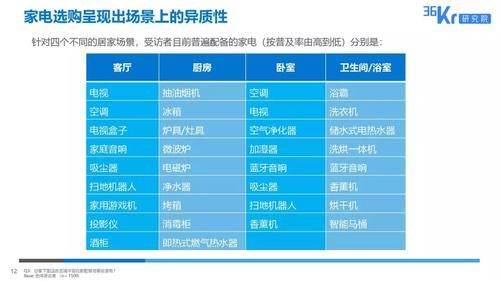 家电选购呈现出场景上的异质性
36Kr 研究院
针对四个不同的居家场景，受访者目前普遍配备的家电（按普及率由高到低）分别是：
客厅 厨房 卧室 卫生间/浴室
电视 抽油烟机 空调 浴霸
空调 冰箱 电视 洗衣机
电视盒子 炉具/灶具 空气净化器 储水式电热水器
家庭音响 微波炉 加湿器 洗烘一体机
吸尘器 电磁炉 蓝牙音响 蓝牙音响
扫地机器人 净水器 吸尘器 香薰机
家用游戏机 烤箱 扫地机器人 烘干机
投影仪 消毒柜 香薰机 智能马桶
酒柜 即热式燃气热水器
12